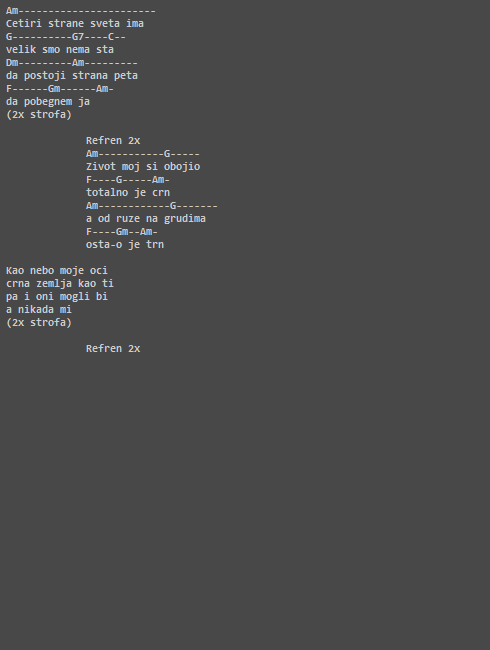 Am-----------------------
Cetiri strane sveta ima
G----------G7----C--
velik smo nema sta
Dm---------Am---------
da postoji strana peta
F------Gm------Am-
da pobegnem ja
(2x strofa)
Refren 2x
Am-----------G-----
Zivot moj si obojio
F----G-----Am-
totalno je crn
Am------------G-------
a od ruze na grudima
F----Gm--Am-
osta-o je trn
Kao nebo moje oci
crna zemlja kao ti
pa i oni mogli bi
a nikada mi
(2x strofa)
Refren 2x